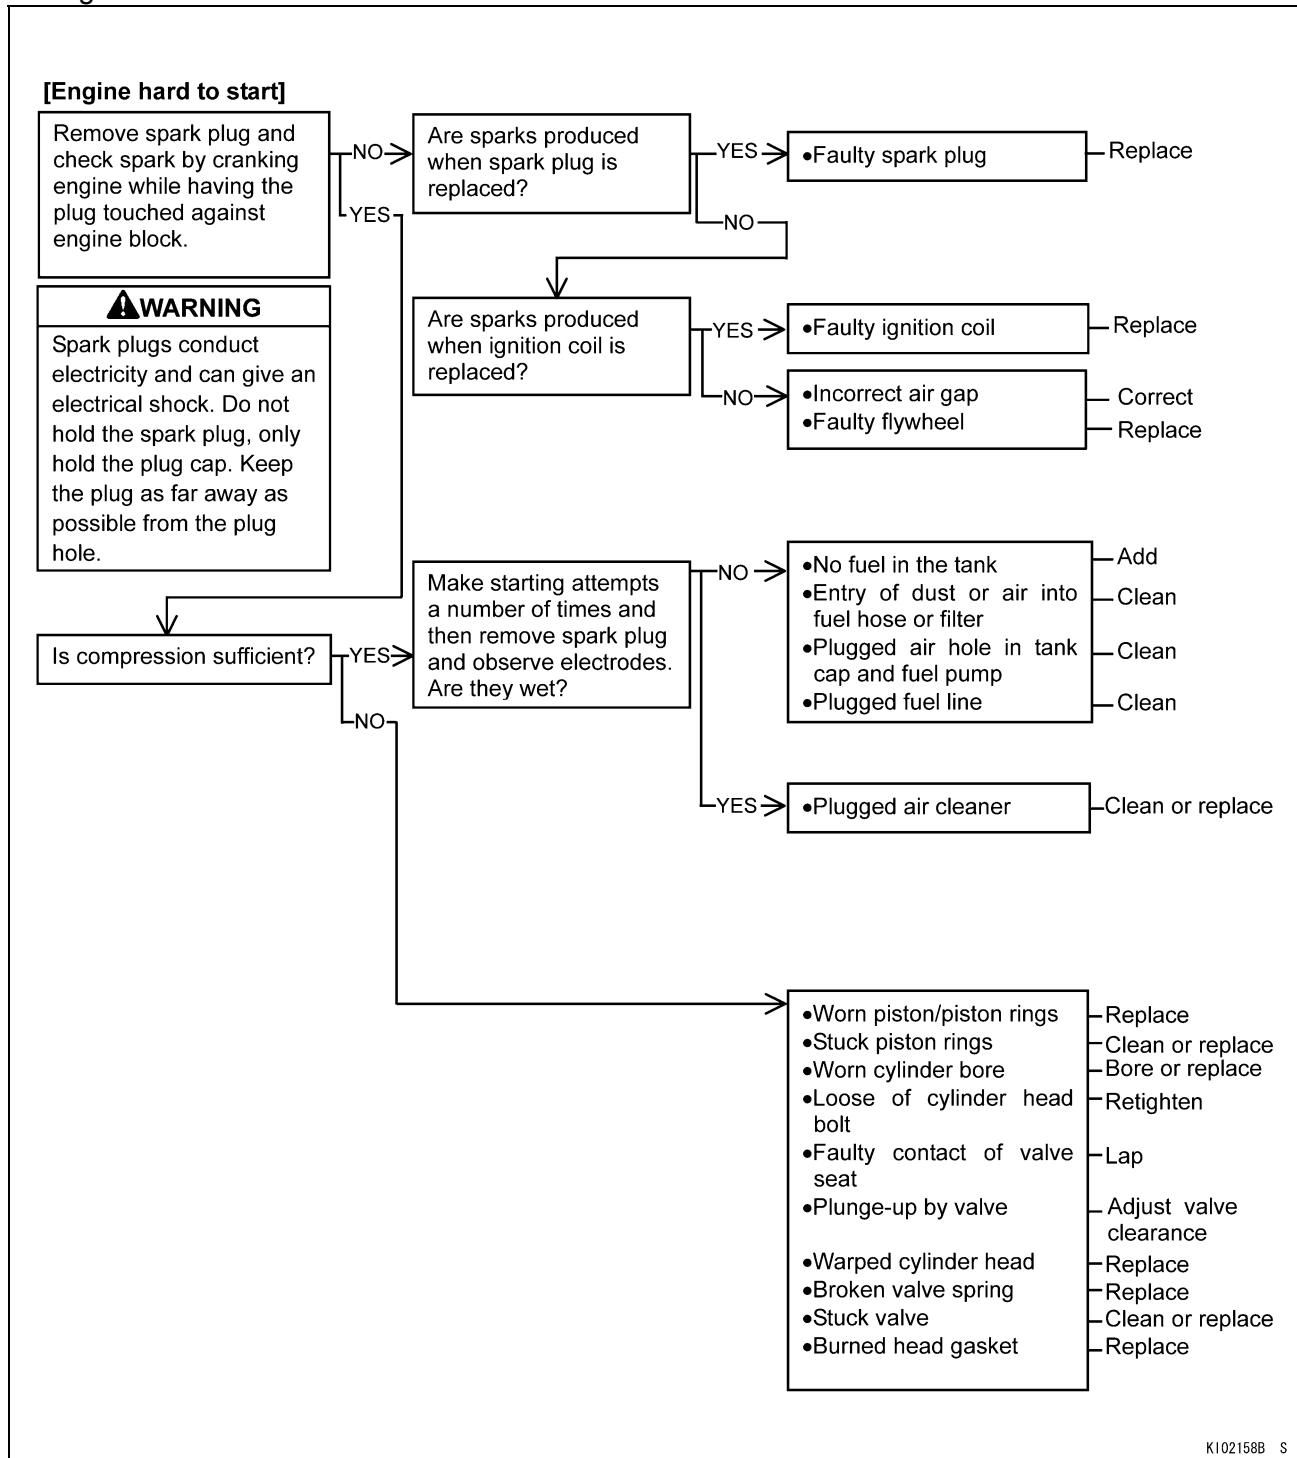 [Engine hard to start]
Remove spark plug and
check spark by cranking
engine while having the
plug touched against
engine block.
NO
YES
Are sparks produced
when spark plug is
replaced?
YES
NO
•Faulty spark plug
Replace
WARNING
Spark plugs conduct
electricity and can give an
electrical shock. Do not
hold the spark plug, only
hold the plug cap. Keep
the plug as far away as
possible from the plug
hole.
Are sparks produced
when ignition coil is
replaced?
YES
NO
•Faulty ignition coil
Replace
•Incorrect air gap
•Faulty flywheel
Correct
Replace
Is compression sufficient?
YES
NO
Make starting attempts
a number of times and
then remove spark plug
and observe electrodes.
Are they wet?
NO
YES
•No fuel in the tank
•Entry of dust or air into
fuel hose or filter
•Plugged air hole in tank
cap and fuel pump
•Plugged fuel line
Add
Clean
Clean
Clean
•Plugged air cleaner
Clean or replace
•Worn piston/piston rings
•Stuck piston rings
•Worn cylinder bore
•Loose of cylinder head
bolt
•Faulty contact of valve
seat
•Plunge-up by valve
•Warped cylinder head
•Broken valve spring
•Stuck valve
•Burned head gasket
Replace
Clean or replace
Bore or replace
Retighten
Lap
Adjust valve
clearance
Replace
Replace
Clean or replace
Replace
KI02158B S